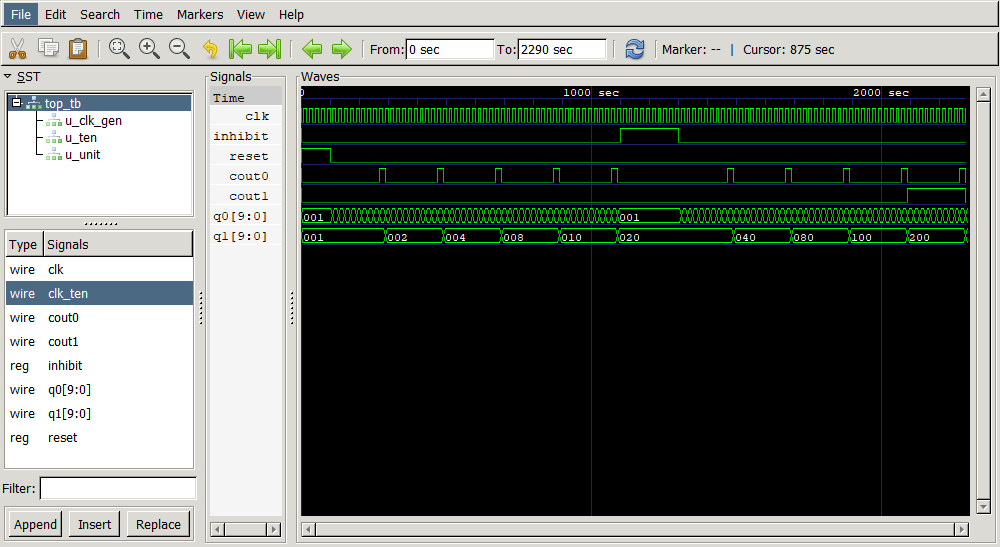 File Edit Search Time Markers View Help
From: 0 sec To: 2290 sec Marker: -- | Cursor: 875 sec
SST
top_tb
u_clk_gen
u_ten
u_unit
Type Signals
wire clk
wire clk_ten
wire cout0
wire cout1
reg inhibit
wire q0[9:0]
wire q1[9:0]
reg reset
Filter:
Append Insert Replace
Signals
Time
clk
inhibit
reset
cout0
cout1
q0[9:0]
q1[9:0]
Waves
0 1000 sec 2000 sec
001 001
001 002 004 008 010 020 040 080 100 200